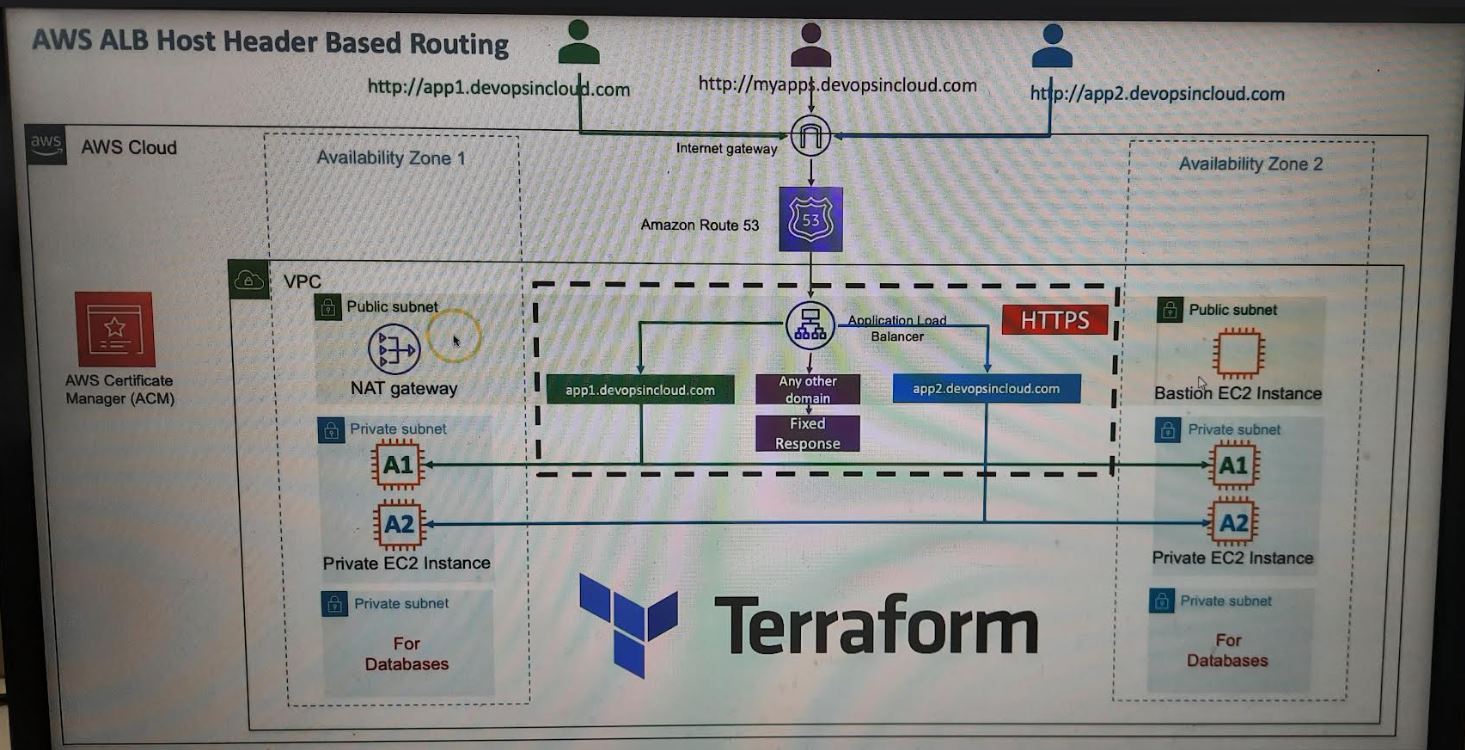 AWS ALB Host Header Based Routing
http://app1.devopsincloud.com
http://myapps.devopsincloud.com
http://app2.devopsincloud.com
aws
AWS Cloud
Internet gateway
Availability Zone 1
Availability Zone 2
Amazon Route 53
53
VPC
Public subnet
NAT gateway
Application Load
Balancer
HTTPS
Public subnet
Bastion EC2 Instance
AWS Certificate
Manager (ACM)
app1.devopsincloud.com
Any other
domain
app2.devopsincloud.com
Fixed
Response
Private subnet
A1
A2
Private EC2 Instance
Private subnet
A1
A2
Private EC2 Instance
Private subnet
For
Databases
Terraform
Private subnet
For
Databases